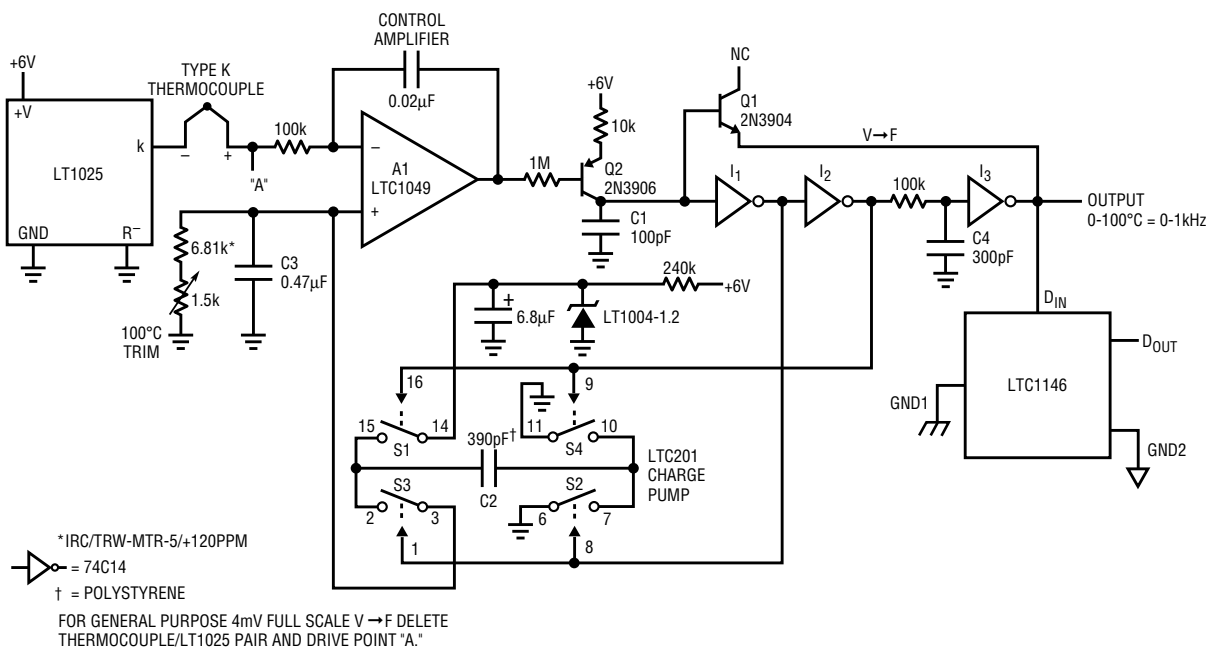 CONTROL
AMPLIFIER
+6V
TYPE K
THERMOCOUPLE
0.02µF
NC
+V
k
–
+
100k
–
+
A1
LTC1049
1M
+6V
10k
Q2
2N3906
Q1
2N3904
V→F
LT1025
"A"
GND
R–
6.81k*
1.5k
100°C
TRIM
C3
0.47µF
C1
100pF
I1
I2
100k
I3
C4
300pF
OUTPUT
0-100°C = 0-1kHz
240k
+6V
+
6.8µF
LT1004-1.2
DIN
DOUT
LTC1146
GND1
GND2
16
15
14
S1
9
11
10
S4
390pF†
C2
LTC201
CHARGE
PUMP
S3
2
3
1
S2
6
7
8
*IRC/TRW-MTR-5/+120PPM
= 74C14
† = POLYSTYRENE
FOR GENERAL PURPOSE 4mV FULL SCALE V→F DELETE
THERMOCOUPLE/LT1025 PAIR AND DRIVE POINT "A."